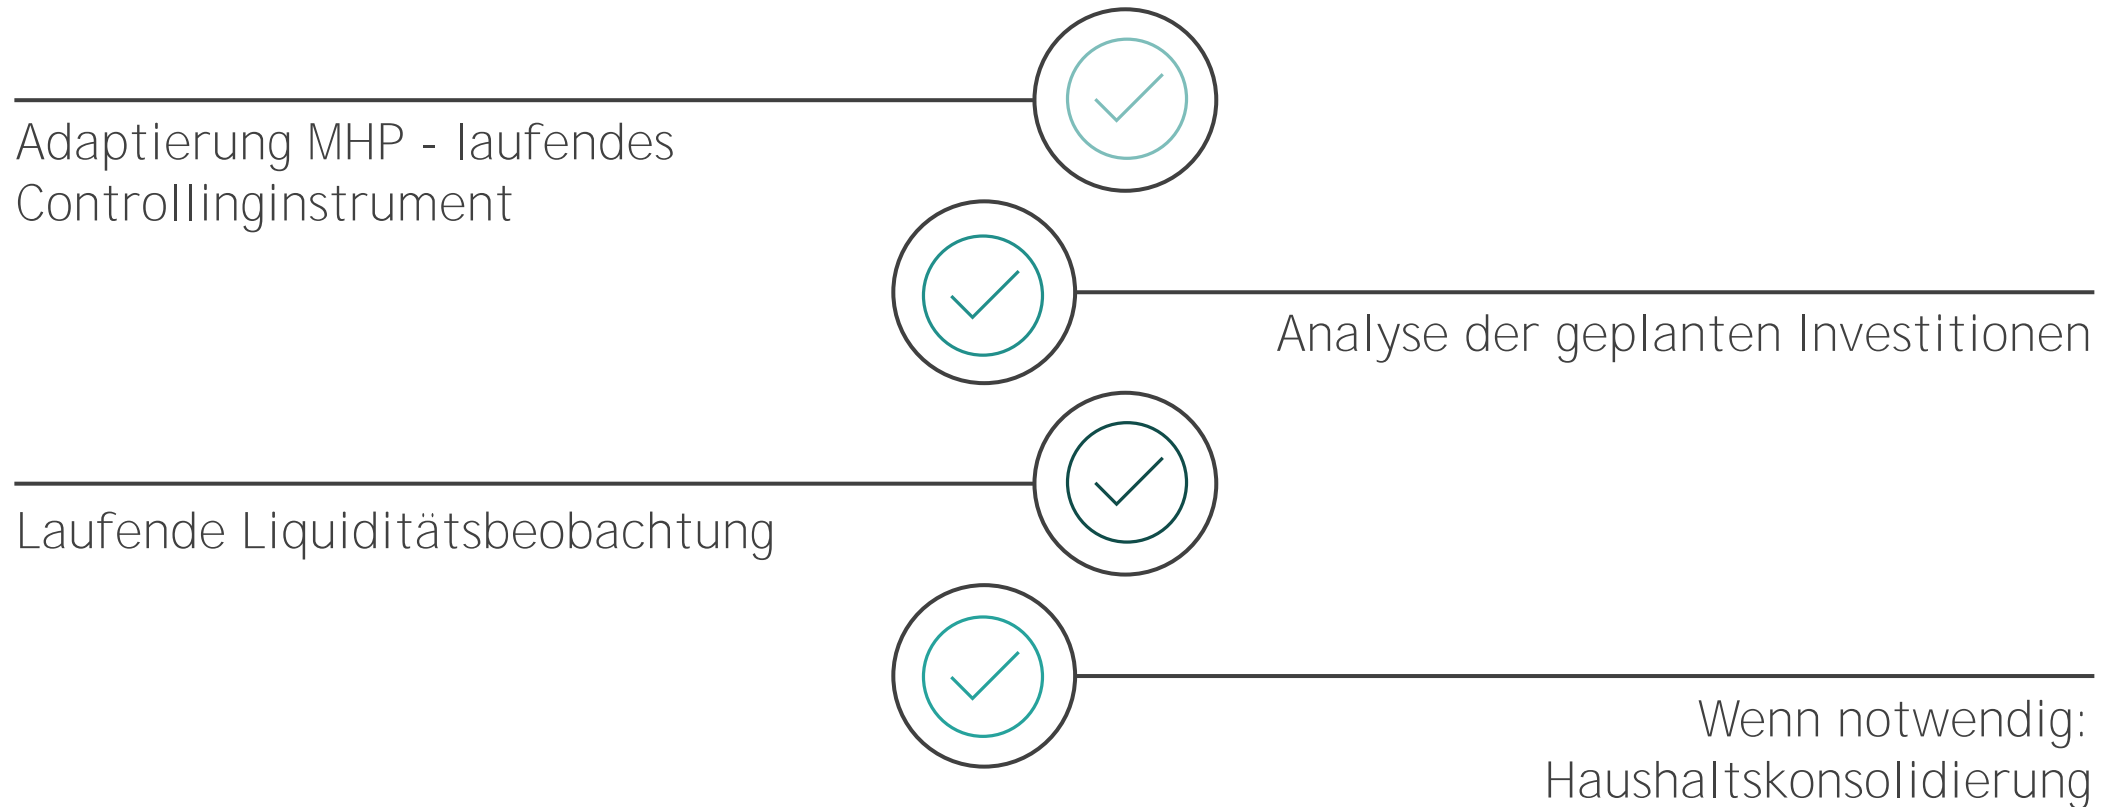 Adaptierung MHP - laufendes
Controllinginstrument
Analyse der geplanten Investitionen
Laufende Liquiditätsbeobachtung
Wenn notwendig:
Haushaltskonsolidierung